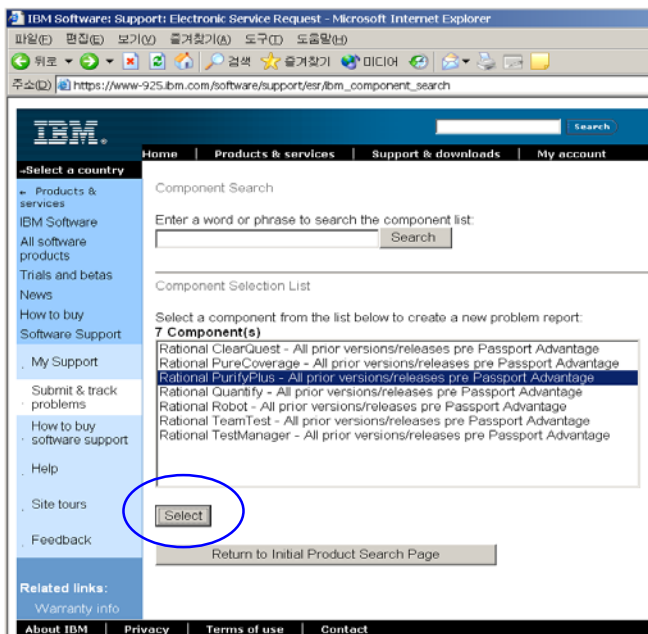 IBM Software: Support: Electronic Service Request - Microsoft Internet Explorer
파일(F) 편집(E) 보기(V) 즐겨찾기(A) 도구(T) 도움말(H)
뒤로 검색 즐겨찾기 미디어
주소(D) https://www-925.ibm.com/software/support/esr/ibm_component_search
IBM.
Search
Home | Products & services | Support & downloads | My account
Select a country
Products & services
IBM Software
All software products
Trials and betas
News
How to buy
Software Support
My Support
Submit & track problems
How to buy software support
Help
Site tours
Feedback
Related links:
Warranty info
Component Search
Enter a word or phrase to search the component list:
Search
Component Selection List
Select a component from the list below to create a new problem report:
7 Component(s)
Rational ClearQuest - All prior versions/releases pre Passport Advantage
Rational PureCoverage - All prior versions/releases pre Passport Advantage
Rational PurifyPlus - All prior versions/releases pre Passport Advantage
Rational Quantify - All prior versions/releases pre Passport Advantage
Rational Robot - All prior versions/releases pre Passport Advantage
Rational TeamTest - All prior versions/releases pre Passport Advantage
Rational TestManager - All prior versions/releases pre Passport Advantage
Select
Return to Initial Product Search Page
About IBM | Privacy | Terms of use | Contact